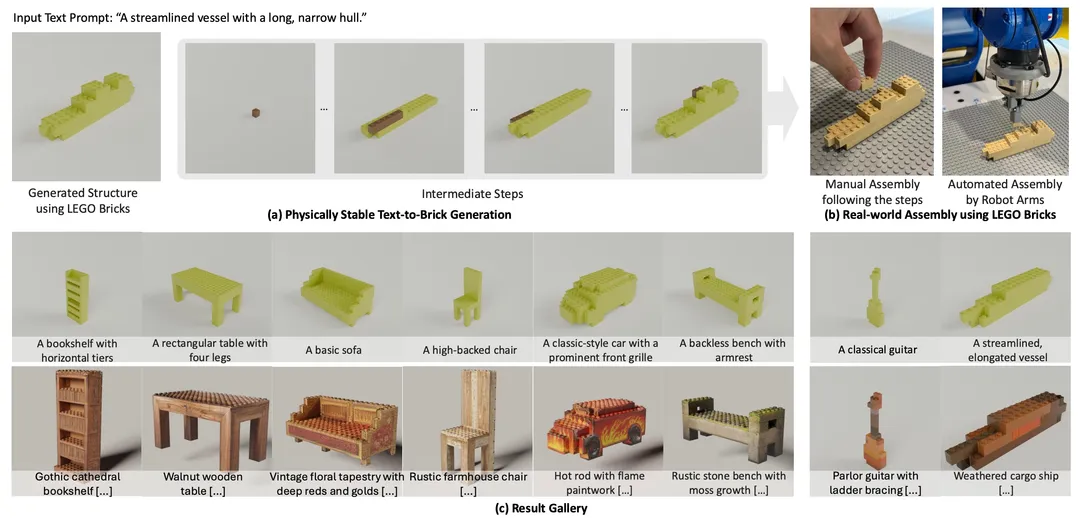 Input Text Prompt: “A streamlined vessel with a long, narrow hull.”
...
...
...
Generated Structure
using LEGO Bricks
Intermediate Steps
(a) Physically Stable Text-to-Brick Generation
Manual Assembly
following the steps
Automated Assembly
by Robot Arms
(b) Real-world Assembly using LEGO Bricks
A bookshelf with
horizontal tiers
A rectangular table with
four legs
A basic sofa
A high-backed chair
A classic-style car with a
prominent front grille
A backless bench with
armrest
A classical guitar
A streamlined,
elongated vessel
Gothic cathedral
bookshelf [...]
Walnut wooden
table [...]
Vintage floral tapestry with
deep reds and golds [...]
Rustic farmhouse chair
[...]
Hot rod with flame
paintwork [...]
Rustic stone bench with
moss growth [...]
Parlor guitar with
ladder bracing [...]
Weathered cargo ship
[...]
(c) Result Gallery